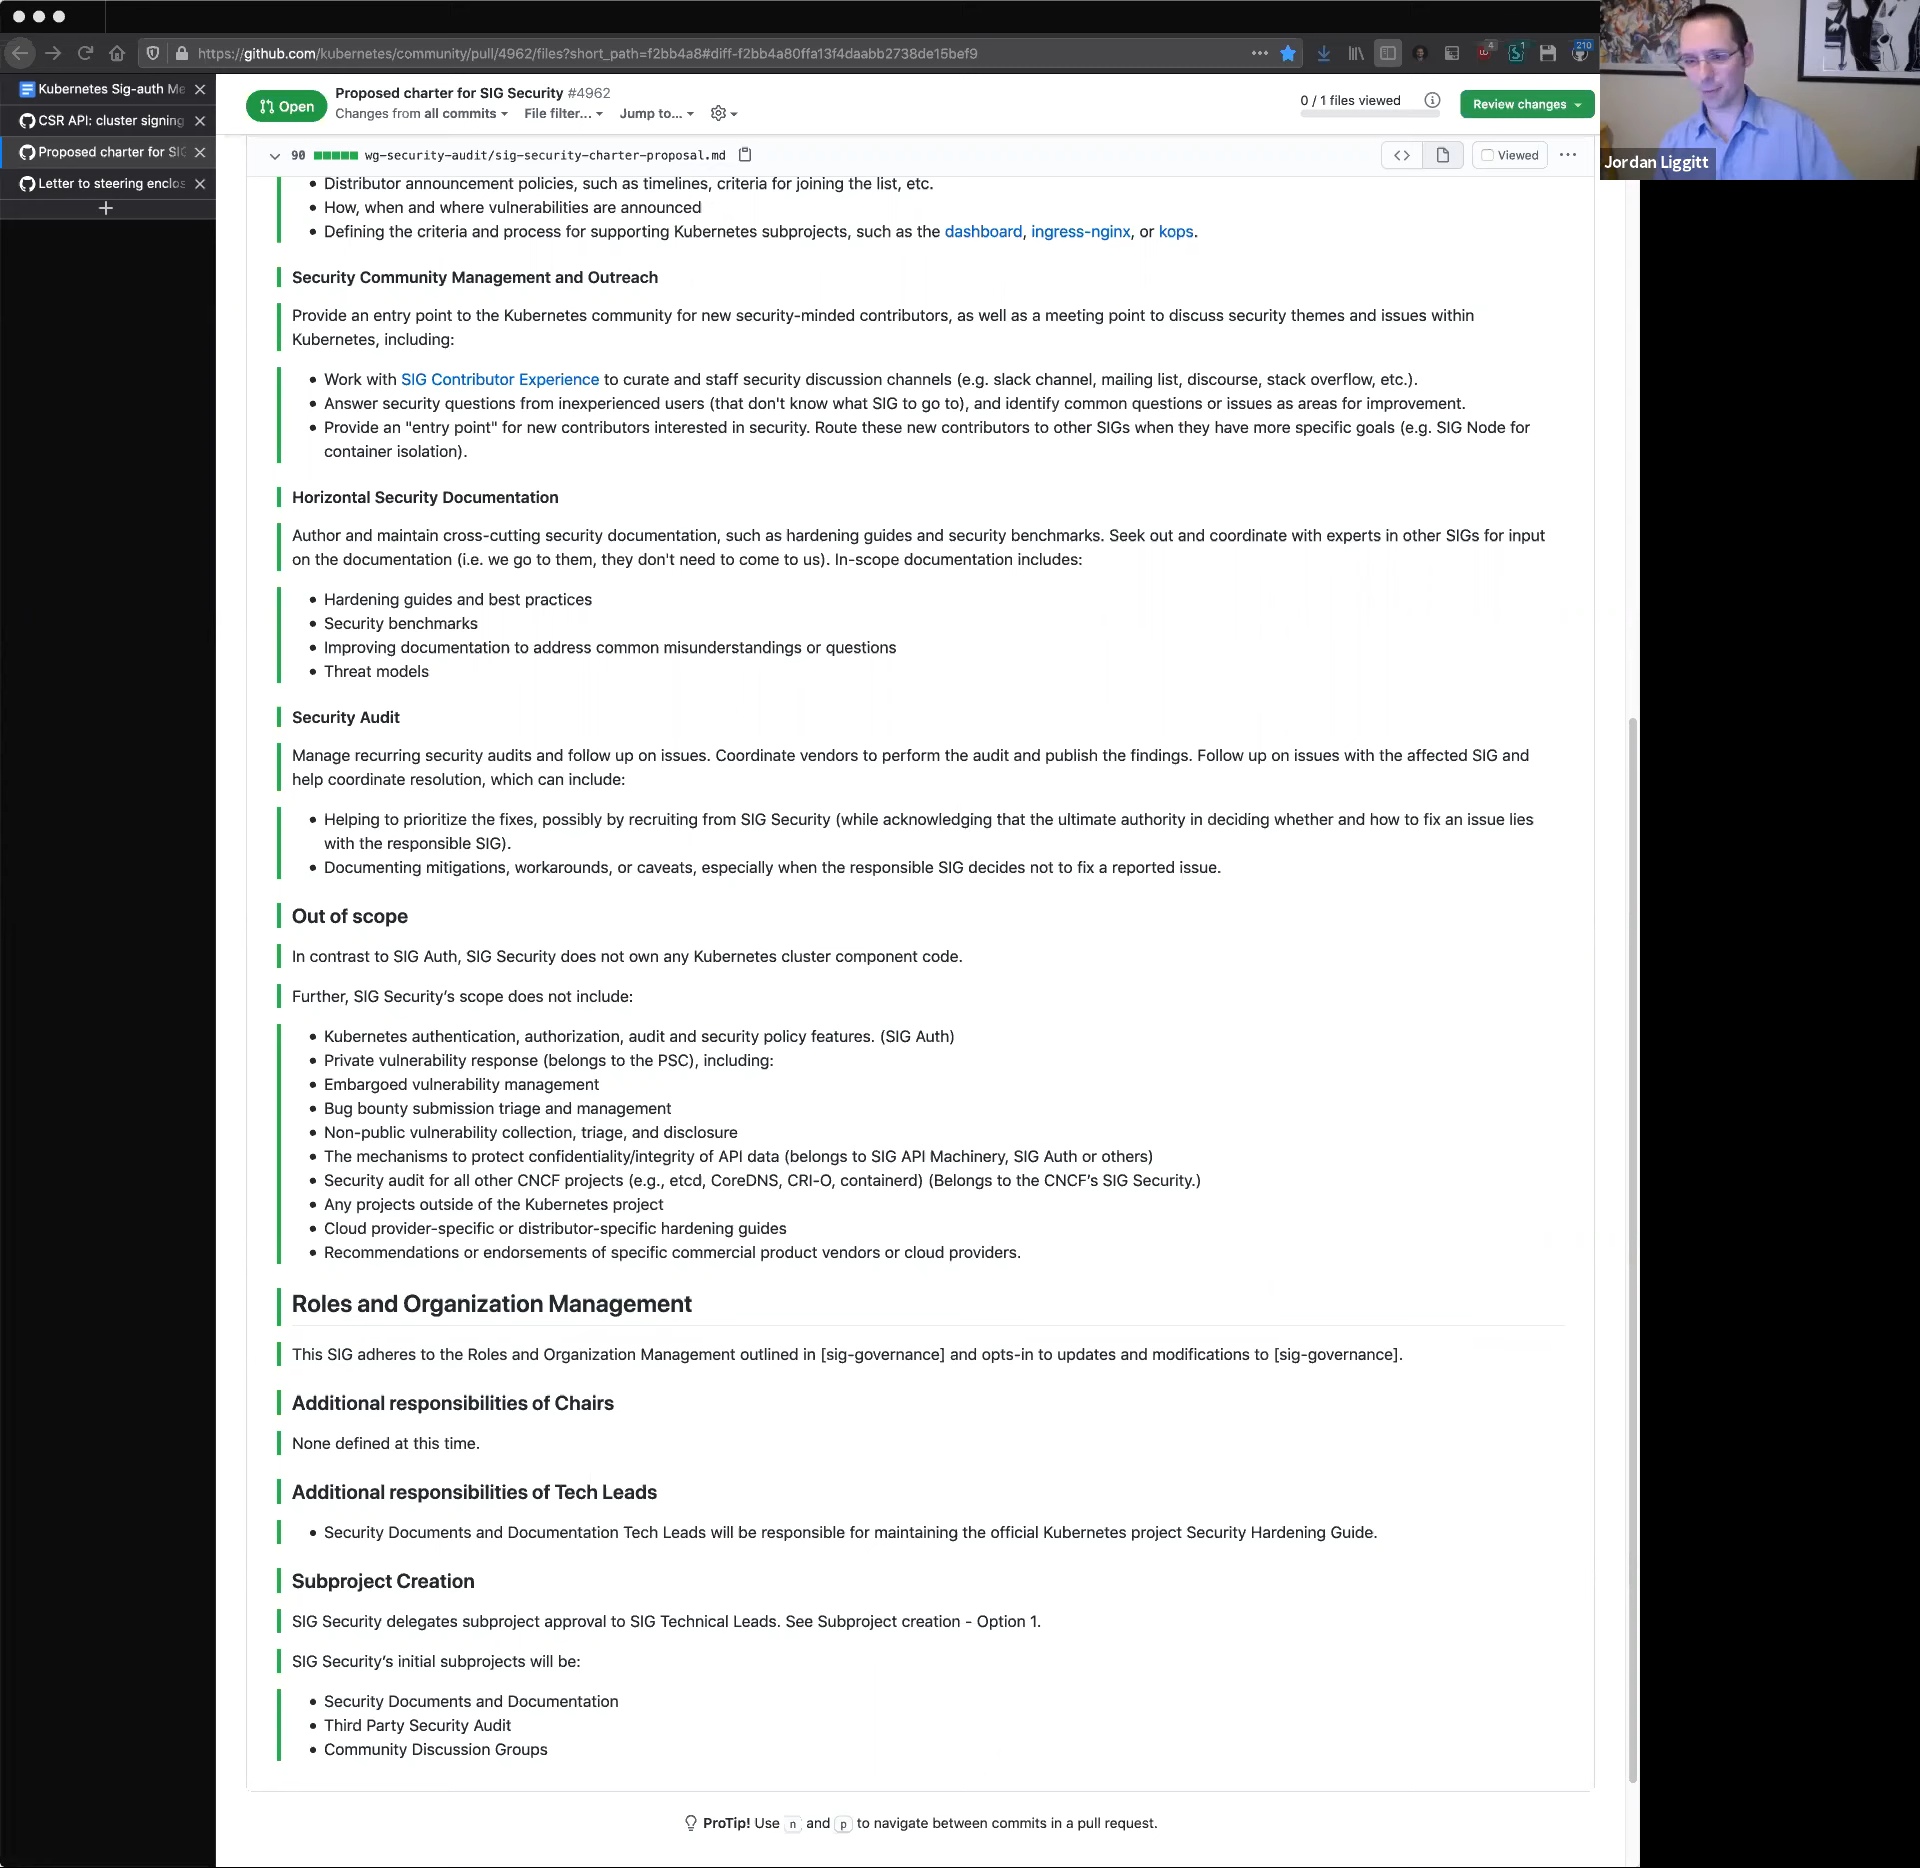 https://github.com/kubernetes/community/pull/4962/files?short_path=f2bb4a8#diff-f2bb4a80ffa13f4daabb2738de15bef9
4
1
210
Kubernetes Sig-auth Me
CSR API: cluster signing
Proposed charter for SIG
Letter to steering enclos
Open
Proposed charter for SIG Security #4962
Changes from all commits
File filter...
Jump to...
0 / 1 files viewed
Review changes
Jordan Liggitt
90 wg-security-audit/sig-security-charter-proposal.md
Viewed
• Distributor announcement policies, such as timelines, criteria for joining the list, etc.
• How, when and where vulnerabilities are announced
• Defining the criteria and process for supporting Kubernetes subprojects, such as the dashboard, ingress-nginx, or kops.
Security Community Management and Outreach
Provide an entry point to the Kubernetes community for new security-minded contributors, as well as a meeting point to discuss security themes and issues within
Kubernetes, including:
• Work with SIG Contributor Experience to curate and staff security discussion channels (e.g. slack channel, mailing list, discourse, stack overflow, etc.).
• Answer security questions from inexperienced users (that don't know what SIG to go to), and identify common questions or issues as areas for improvement.
• Provide an "entry point" for new contributors interested in security. Route these new contributors to other SIGs when they have more specific goals (e.g. SIG Node for
container isolation).
Horizontal Security Documentation
Author and maintain cross-cutting security documentation, such as hardening guides and security benchmarks. Seek out and coordinate with experts in other SIGs for input
on the documentation (i.e. we go to them, they don't need to come to us). In-scope documentation includes:
• Hardening guides and best practices
• Security benchmarks
• Improving documentation to address common misunderstandings or questions
• Threat models
Security Audit
Manage recurring security audits and follow up on issues. Coordinate vendors to perform the audit and publish the findings. Follow up on issues with the affected SIG and
help coordinate resolution, which can include:
• Helping to prioritize the fixes, possibly by recruiting from SIG Security (while acknowledging that the ultimate authority in deciding whether and how to fix an issue lies
with the responsible SIG).
• Documenting mitigations, workarounds, or caveats, especially when the responsible SIG decides not to fix a reported issue.
Out of scope
In contrast to SIG Auth, SIG Security does not own any Kubernetes cluster component code.
Further, SIG Security’s scope does not include:
• Kubernetes authentication, authorization, audit and security policy features. (SIG Auth)
• Private vulnerability response (belongs to the PSC), including:
• Embargoed vulnerability management
• Bug bounty submission triage and management
• Non-public vulnerability collection, triage, and disclosure
• The mechanisms to protect confidentiality/integrity of API data (belongs to SIG API Machinery, SIG Auth or others)
• Security audit for all other CNCF projects (e.g., etcd, CoreDNS, CRI-O, containerd) (Belongs to the CNCF’s SIG Security.)
• Any projects outside of the Kubernetes project
• Cloud provider-specific or distributor-specific hardening guides
• Recommendations or endorsements of specific commercial product vendors or cloud providers.
Roles and Organization Management
This SIG adheres to the Roles and Organization Management outlined in [sig-governance] and opts-in to updates and modifications to [sig-governance].
Additional responsibilities of Chairs
None defined at this time.
Additional responsibilities of Tech Leads
• Security Documents and Documentation Tech Leads will be responsible for maintaining the official Kubernetes project Security Hardening Guide.
Subproject Creation
SIG Security delegates subproject approval to SIG Technical Leads. See Subproject creation - Option 1.
SIG Security’s initial subprojects will be:
• Security Documents and Documentation
• Third Party Security Audit
• Community Discussion Groups
ProTip! Use n and p to navigate between commits in a pull request.